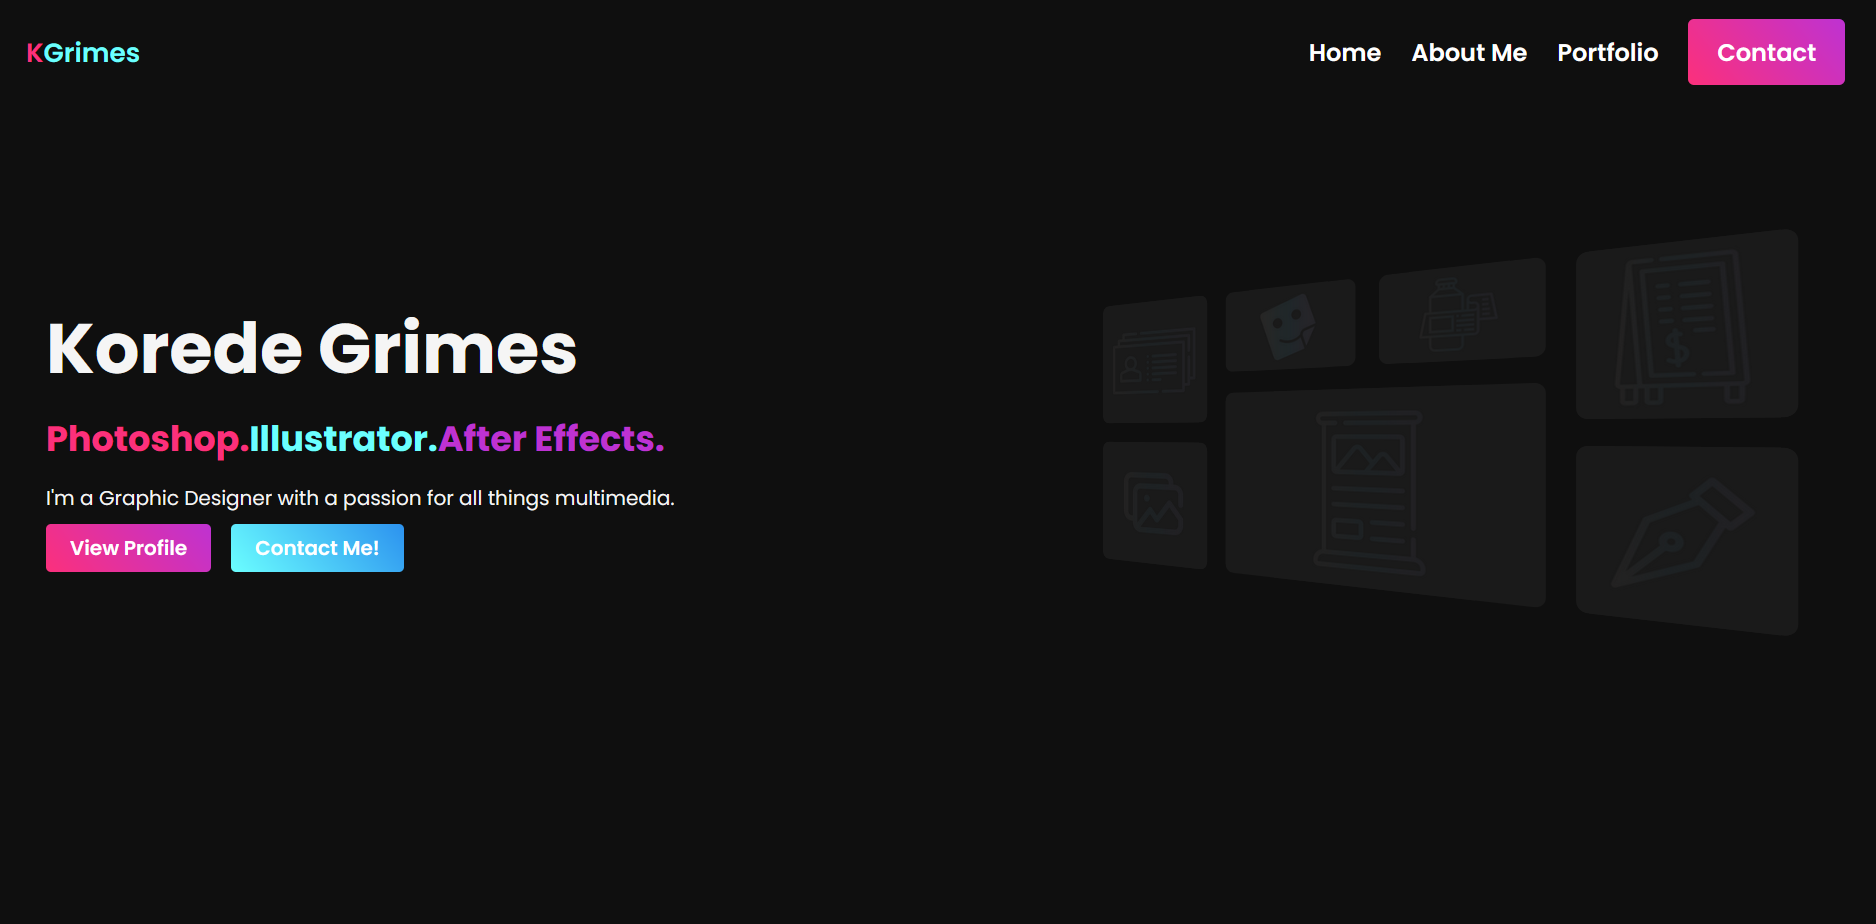 KGrimes
Home About Me Portfolio Contact
Korede Grimes
Photoshop.Illustrator.After Effects.
I'm a Graphic Designer with a passion for all things multimedia.
View Profile Contact Me!
$